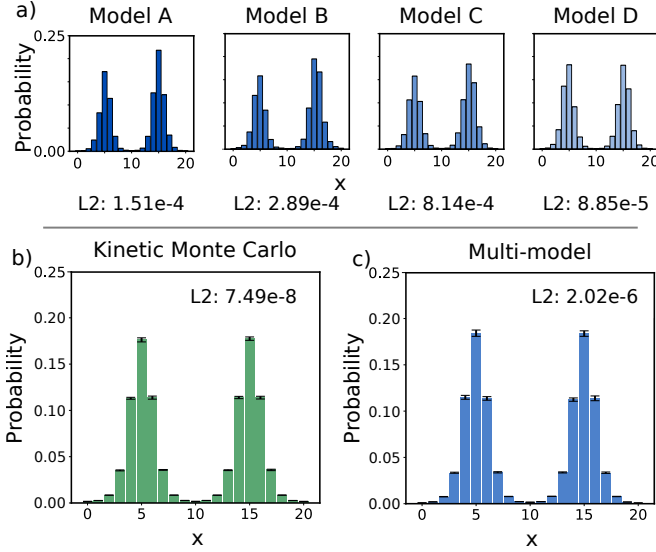 a)
Model A
Model B
Model C
Model D
Probability
0.25
0.00
0 10 20
0 10 20
0 10 20
0 10 20
x
L2: 1.51e-4
L2: 2.89e-4
L2: 8.14e-4
L2: 8.85e-5
b)
Kinetic Monte Carlo
L2: 7.49e-8
Probability
0.25
0.20
0.15
0.10
0.05
0.00
0 5 10 15 20
x
c)
Multi-model
L2: 2.02e-6
Probability
0.25
0.20
0.15
0.10
0.05
0.00
0 5 10 15 20
x